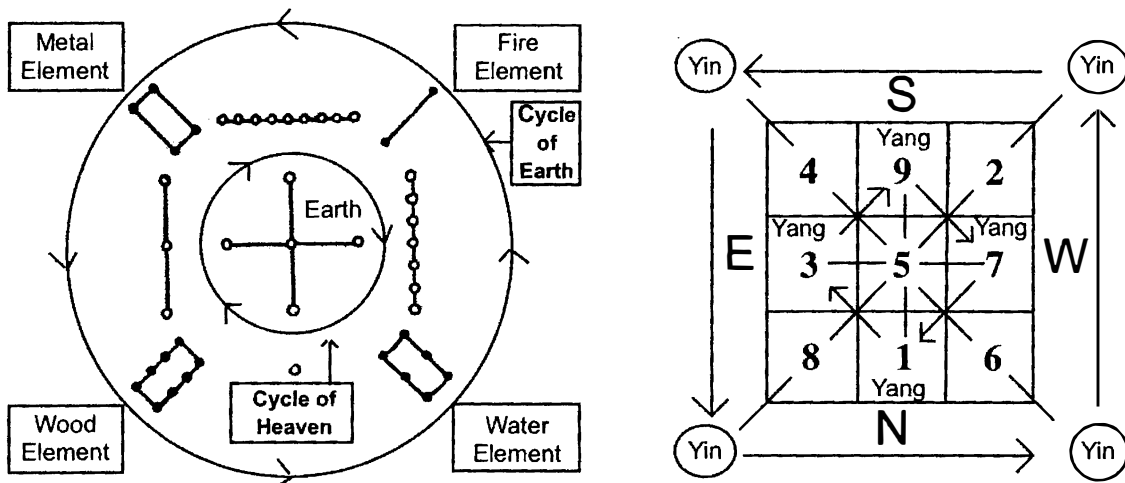 Metal
Element
Fire
Element
Cycle
of
Earth
Earth
Wood
Element
Cycle of
Heaven
Water
Element
Yin
Yin
S
Yang
4 9 2
Yang
Yang
E
3 5 7
W
8 1 6
Yang
Yin
N
Yin